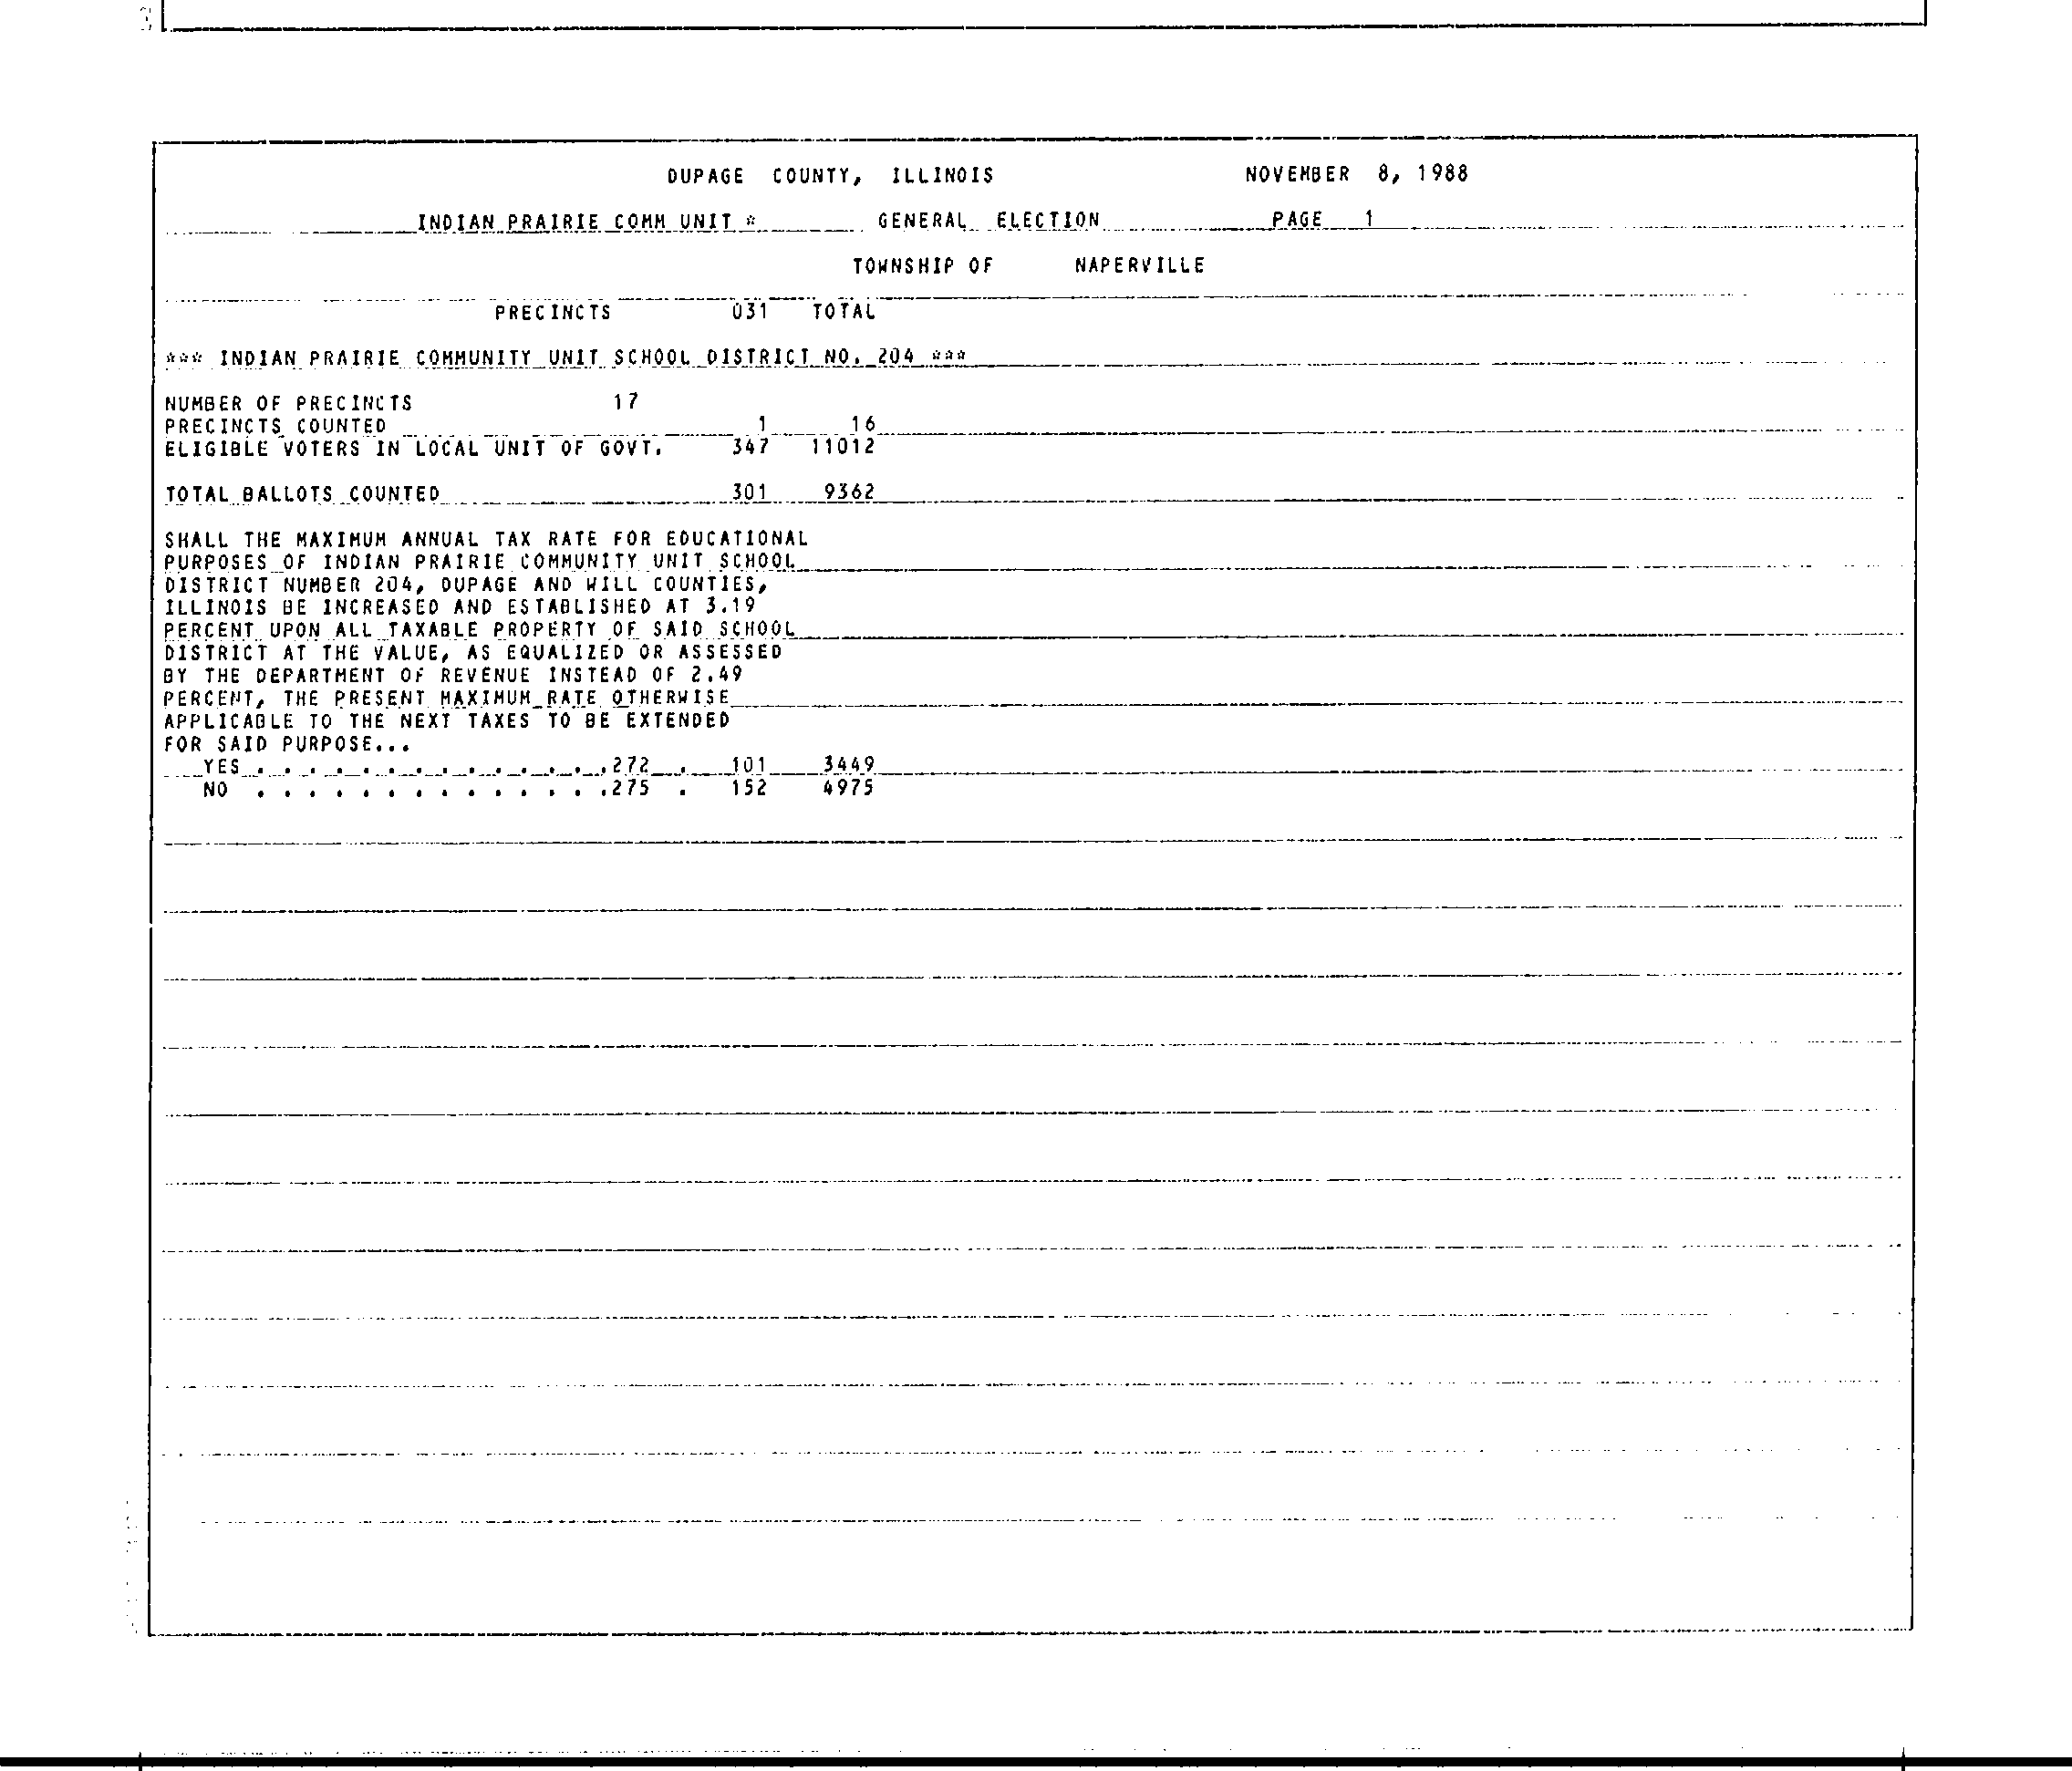 DUPAGE COUNTY, ILLINOIS NOVEMBER 8, 1988
INDIAN PRAIRIE COMM UNIT * GENERAL ELECTION PAGE 1
TOWNSHIP OF NAPERVILLE
PRECINCTS 031 TOTAL
*** INDIAN PRAIRIE COMMUNITY UNIT SCHOOL DISTRICT NO. 204 ***
NUMBER OF PRECINCTS 17
PRECINCTS COUNTED 1 16
ELIGIBLE VOTERS IN LOCAL UNIT OF GOVT. 347 11012
TOTAL BALLOTS COUNTED 301 9362
SHALL THE MAXIMUM ANNUAL TAX RATE FOR EDUCATIONAL
PURPOSES OF INDIAN PRAIRIE COMMUNITY UNIT SCHOOL
DISTRICT NUMBER 204, DUPAGE AND WILL COUNTIES,
ILLINOIS BE INCREASED AND ESTABLISHED AT 3.19
PERCENT UPON ALL TAXABLE PROPERTY OF SAID SCHOOL
DISTRICT AT THE VALUE, AS EQUALIZED OR ASSESSED
BY THE DEPARTMENT OF REVENUE INSTEAD OF 2.49
PERCENT, THE PRESENT MAXIMUM RATE OTHERWISE
APPLICABLE TO THE NEXT TAXES TO BE EXTENDED
FOR SAID PURPOSE...
YES . . . . . . . . . . . . . .272 . 101 3449
NO . . . . . . . . . . . . . .275 . 152 4975